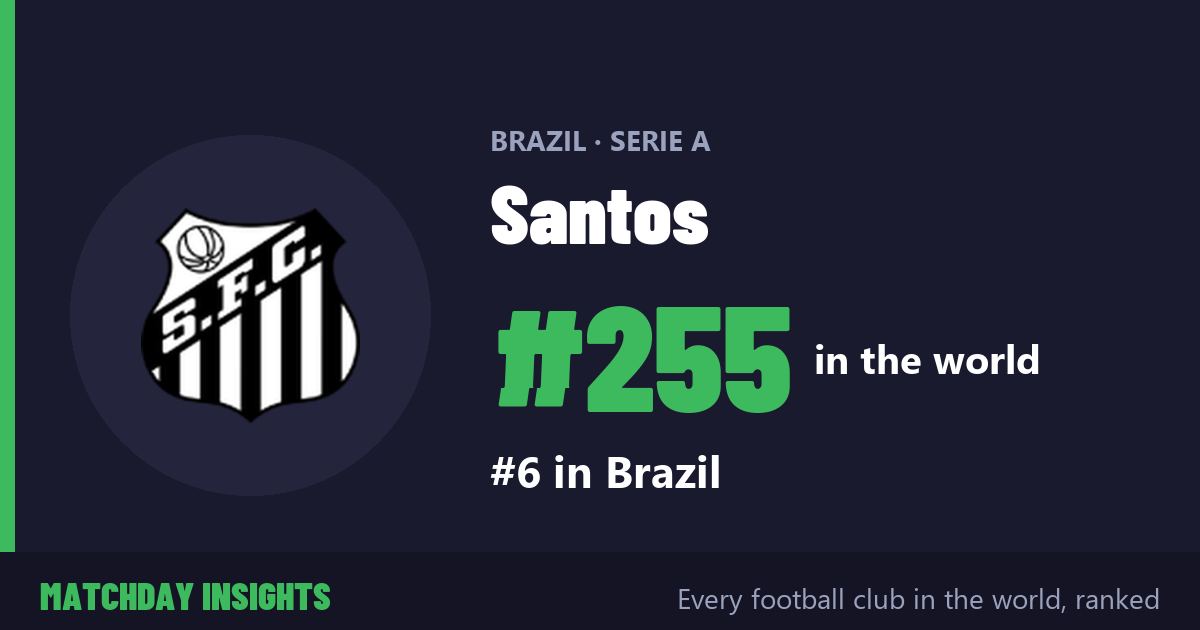 BRAZIL · SERIE A
Santos
S.F.C.
#255 in the world
#6 in Brazil
MATCHDAY INSIGHTS
Every football club in the world, ranked